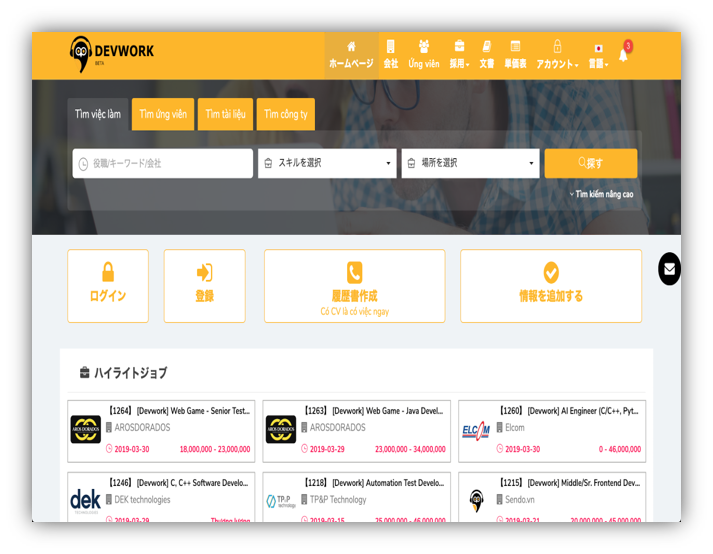 DEVWORK
BETA
ホームページ
会社
Ứng viên
採用
文書
単価表
アカウント
言語
3
Tìm việc làm
Tìm ứng viên
Tìm tài liệu
Tìm công ty
役職/キーワード/会社
スキルを選択
場所を選択
探す
Tìm kiếm nâng cao
ログイン
登録
履歴書作成
Có CV là có việc ngay
情報を追加する
ハイライトジョブ
【1264】 [Devwork] Web Game - Senior Test...
AROSDORADOS
2019-03-30 18,000,000 - 23,000,000
【1263】 [Devwork] Web Game - Java Devel...
AROSDORADOS
2019-03-29 23,000,000 - 34,000,000
【1260】 [Devwork] AI Engineer (C/C++, Pyt...
Elcom
2019-03-30 0 - 46,000,000
AROS DORADOS
AROS DORADOS
ELCOM
【1246】 [Devwork] C, C++ Software Develo...
DEK technologies
2019-03-29 Thương lượng
【1218】 [Devwork] Automation Test Develo...
TP&P Technology
2019-03-15 25,000,000 - 46,000,000
【1215】 [Devwork] Middle/Sr. Frontend Dev...
Sendo.vn
2019-03-21 30,000,000 - 45,000,000
dek
TP.P
technology